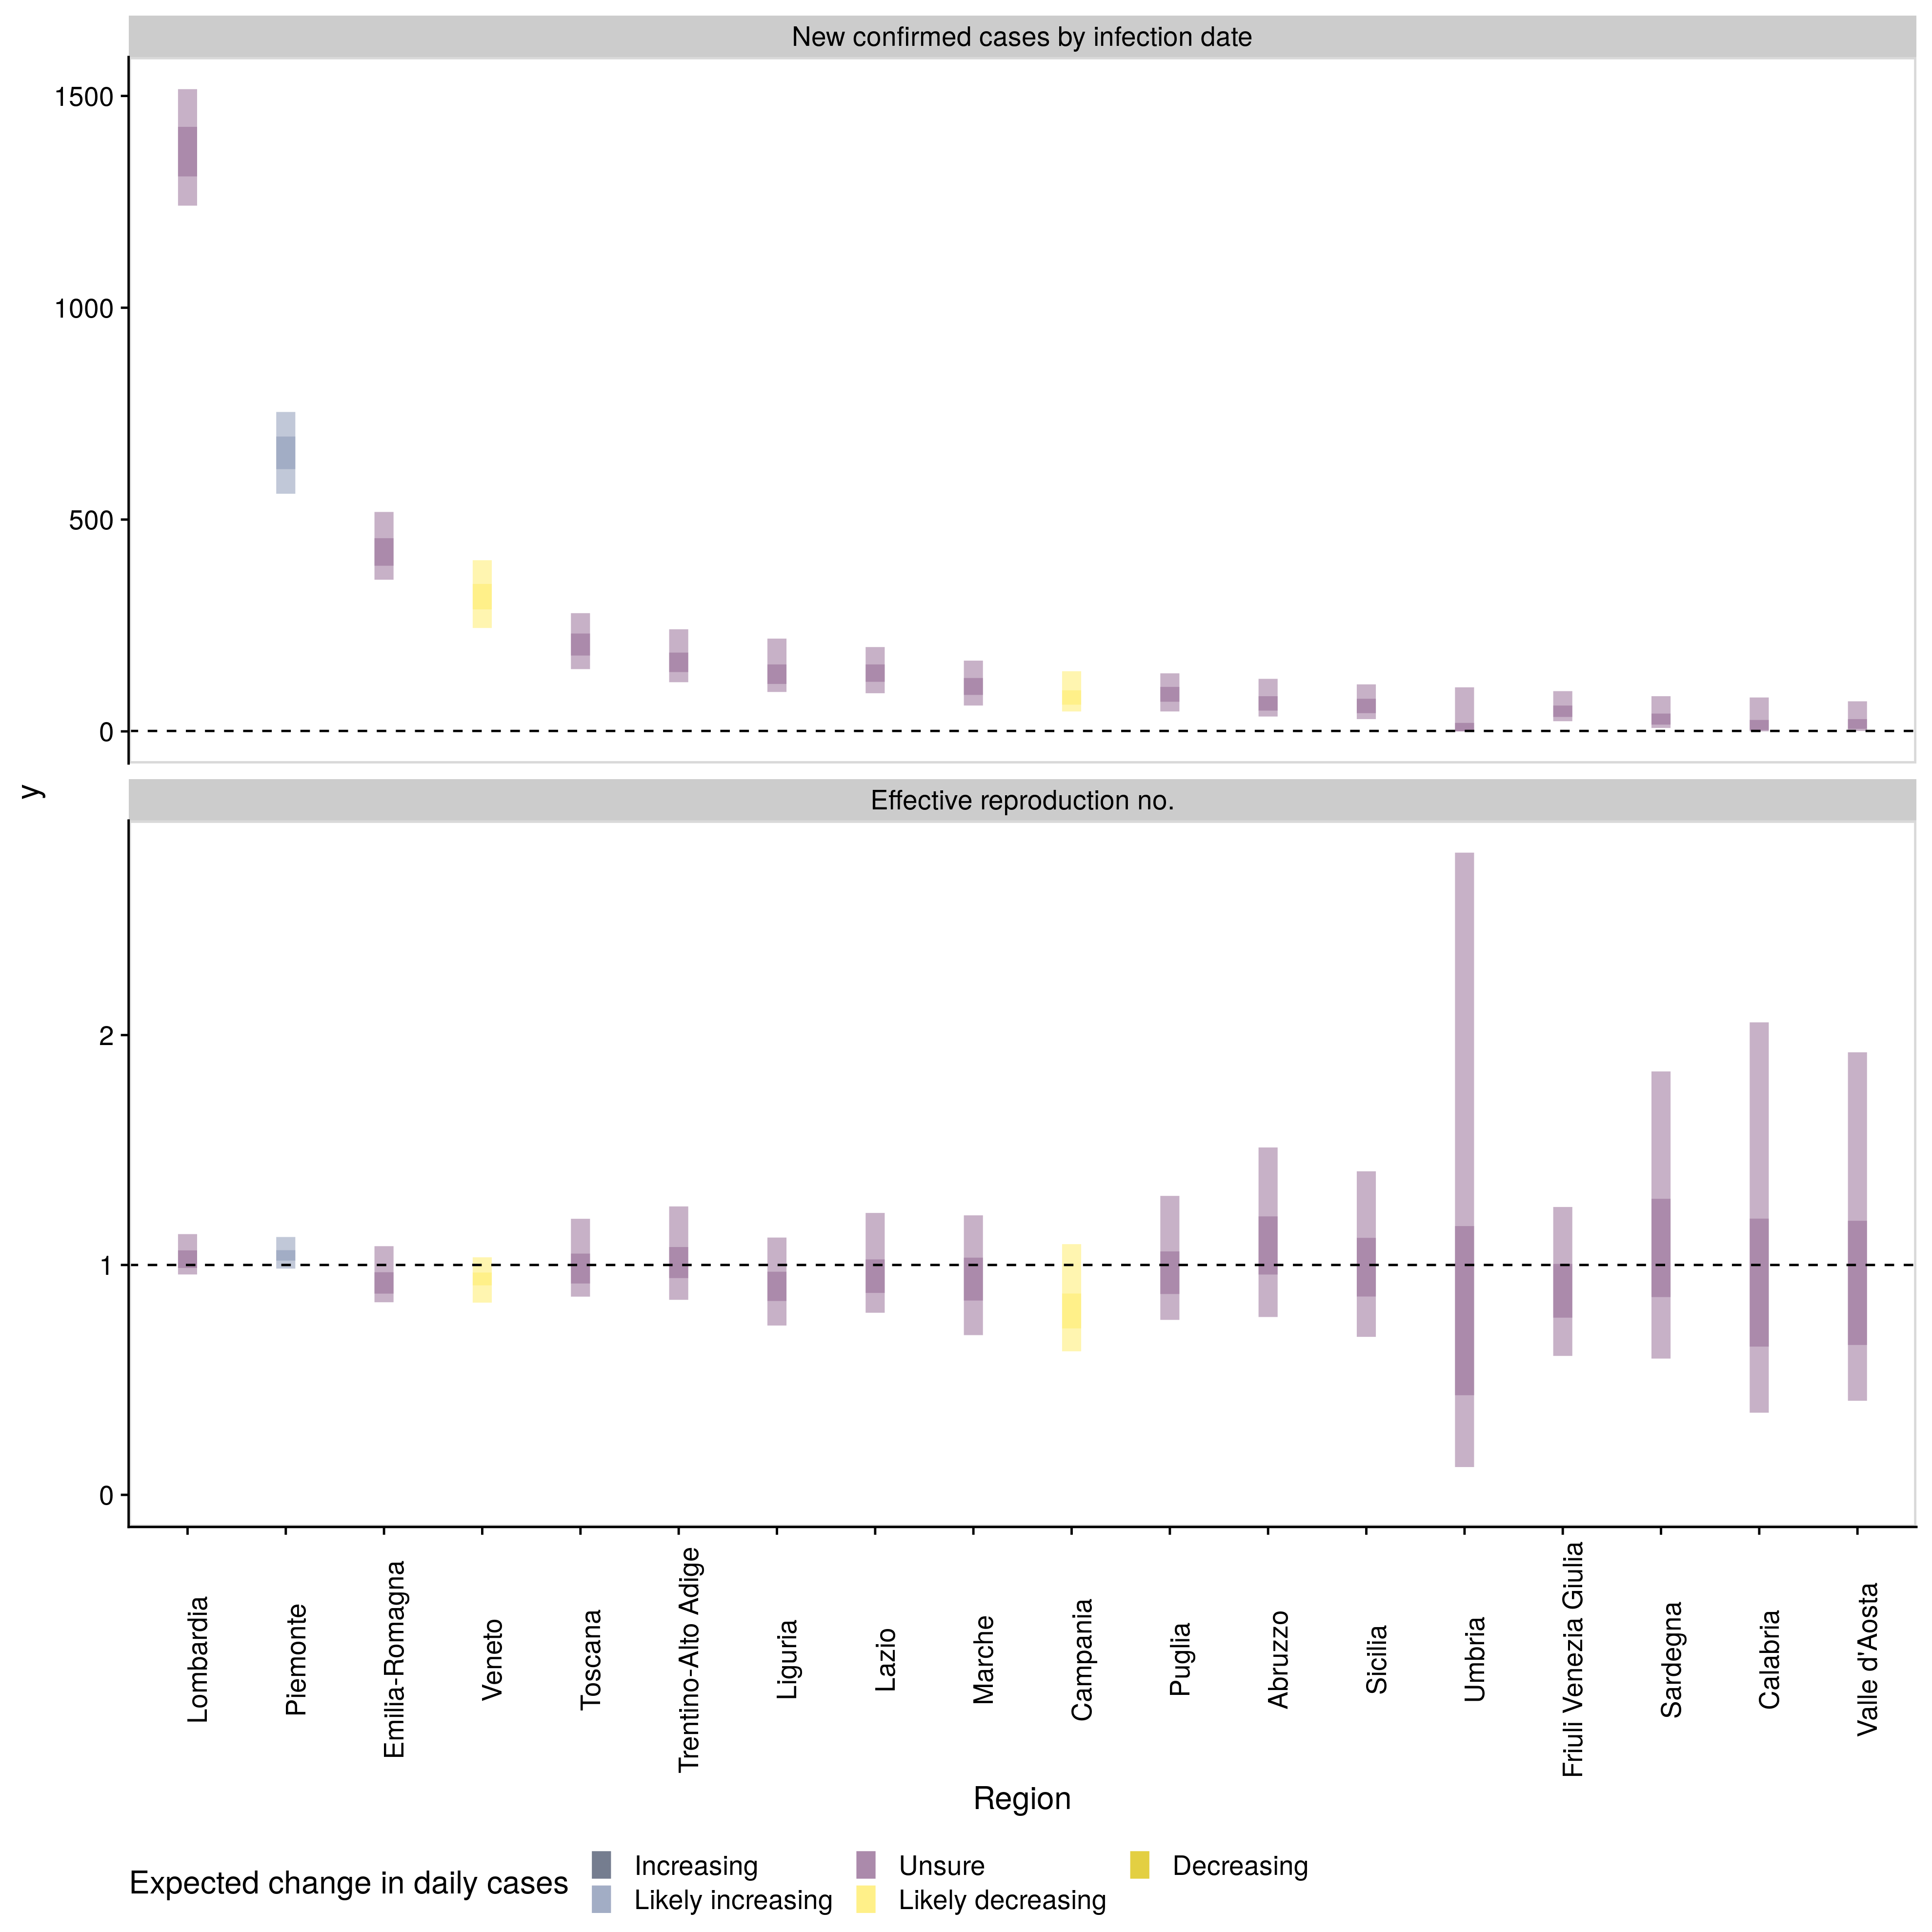 New confirmed cases by infection date
1500
1000
500
0
y
Effective reproduction no.
2
1
0
Lombardia
Piemonte
Emilia-Romagna
Veneto
Toscana
Trentino-Alto Adige
Liguria
Lazio
Marche
Campania
Puglia
Abruzzo
Sicilia
Umbria
Friuli Venezia Giulia
Sardegna
Calabria
Valle d'Aosta
Region
Expected change in daily cases
Increasing
Likely increasing
Unsure
Likely decreasing
Decreasing